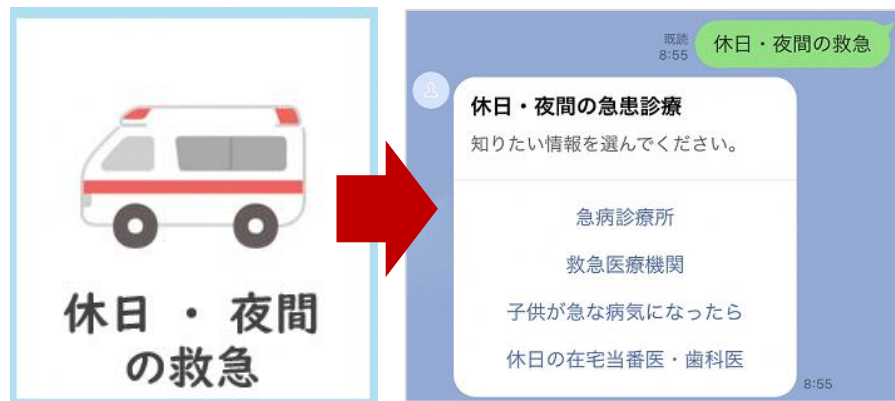 休日 ・ 夜間
の救急
既読
8:55
休日・夜間の救急
休日・夜間の急患診療
知りたい情報を選んでください。
急病診療所
救急医療機関
子供が急な病気になったら
休日の在宅当番医・歯科医
8:55